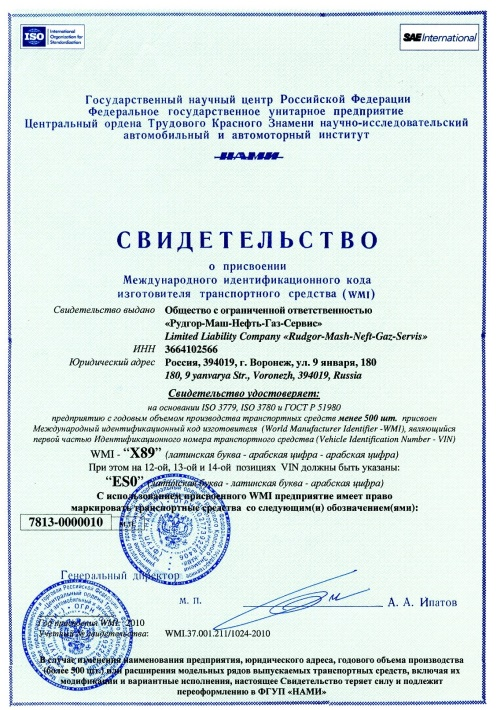 ISO
International
Organization for
Standardization
SAE International
Государственный научный центр Российской Федерации
Федеральное государственное унитарное предприятие
Центральный ордена Трудового Красного Знамени научно-исследовательский
автомобильный и автомоторный институт
НАМИ
СВИДЕТЕЛЬСТВО
о присвоении
Международного идентификационного кода
изготовителя транспортного средства (WMI)
Свидетельство выдано Общество с ограниченной ответственностью
«Рудгор-Маш-Нефть-Газ-Сервис»
Limited Liability Company «Rudgor-Mash-Neft-Gaz-Servis»
ИНН 3664102566
Юридический адрес Россия, 394019, г. Воронеж, ул. 9 января, 180
180, 9 yanvarya Str., Voronezh, 394019, Russia
Свидетельство удостоверяет:
на основании ISO 3779, ISO 3780 и ГОСТ Р 51980
предприятию с годовым объемом производства транспортных средств менее 500 шт. присвоен
Международный идентификационный код изготовителя (World Manufacturer Identifier -WMI), являющийся
первой частью Идентификационного номера транспортного средства (Vehicle Identification Number - VIN)
WMI - "X89" (латинская буква - арабская цифра - арабская цифра)
При этом на 12-ой, 13-ой и 14-ой позициях VIN должны быть указаны:
"ES0" (латинская буква - латинская буква - арабская цифра)
С использованием присвоенного WMI предприятие имеет право
маркировать транспортные средства со следующим(и) обозначением(ями):
7813-0000010
Генеральный директор
М. П.
А. А. Ипатов
Год присвоения WMI: 2010
Учетный № свидетельства: WMI.37.001.211/1024-2010
В случае изменения наименования предприятия, юридического адреса, годового объема производства
(более 500 шт.) или расширения модельных рядов выпускаемых транспортных средств, включая их
модификации и вариантные исполнения, настоящее Свидетельство теряет силу и подлежит
переоформлению в ФГУП «НАМИ»